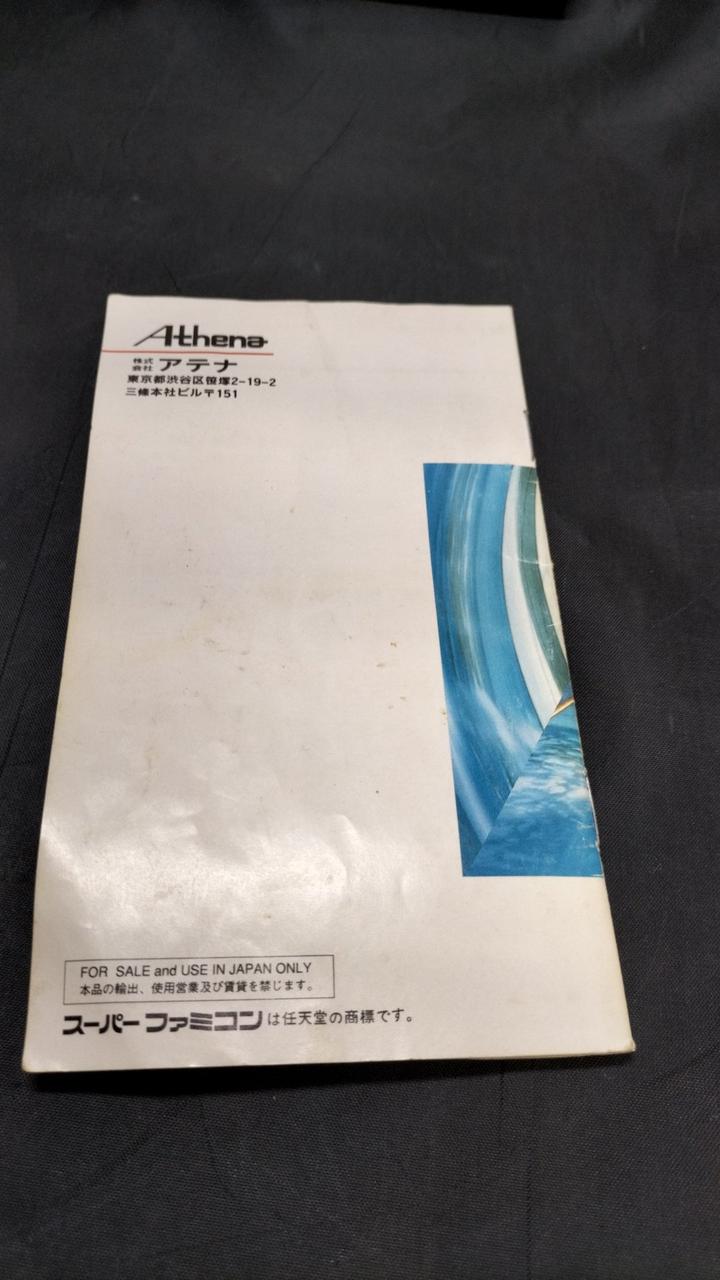 Athena
株式会社 アテナ
東京都渋谷区笹塚2-19-2
三條本社ビル〒151
FOR SALE and USE IN JAPAN ONLY
本品の輸出、使用営業及び賃貸を禁じます。
スーパーファミコンは任天堂の商標です。